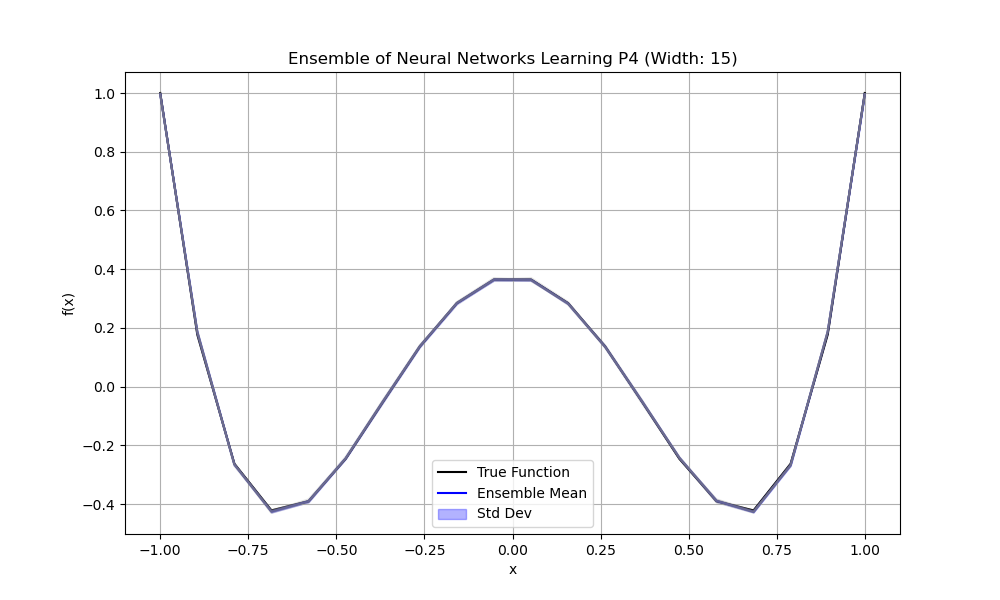 Ensemble of Neural Networks Learning P4 (Width: 15)
f(x)
1.0
0.8
0.6
0.4
0.2
0.0
−0.2
−0.4
True Function
Ensemble Mean
Std Dev
−1.00 −0.75 −0.50 −0.25 0.00 0.25 0.50 0.75 1.00
x